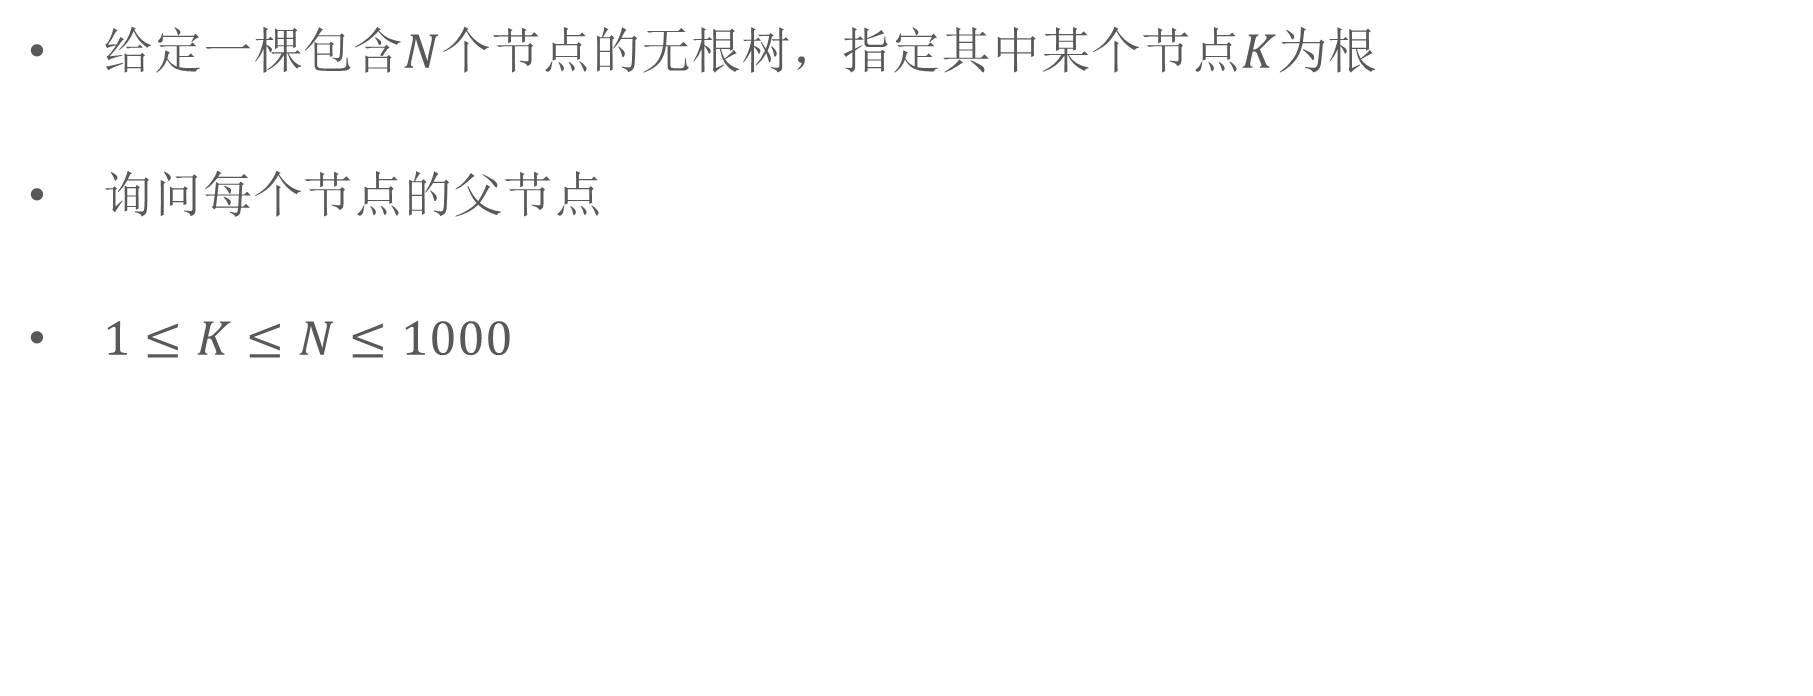 • 给定一棵包含N个节点的无根树，指定其中某个节点K为根
• 询问每个节点的父节点
• 1 ≤ K ≤ N ≤ 1000